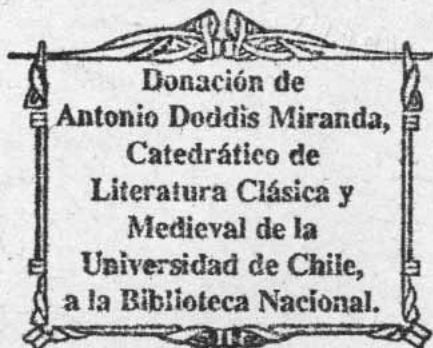 Donación de
Antonio Doddis Miranda,
Catedrático de
Literatura Clásica y
Medieval de la
Universidad de Chile,
a la Biblioteca Nacional.